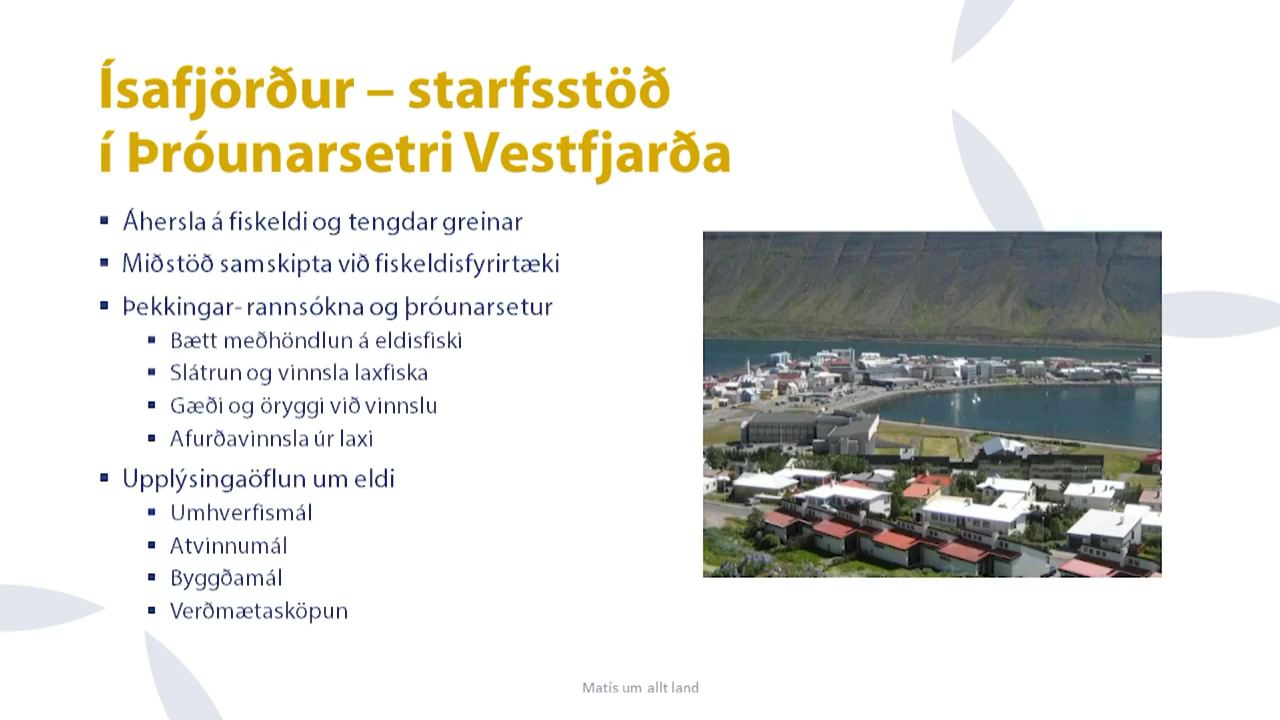 Ísafjörður – starfsstöð
í Þróunarsetri Vestfjarða
Áhersla á fiskeldi og tengdar greinar
Miðstöð samskipta við fiskeldisfyrirtæki
Þekkingar- rannsókna og þróunarsetur
Bætt meðhöndlun á eldisfiski
Slátrun og vinnsla laxfiska
Gæði og öryggi við vinnslu
Afurðavinnsla úr laxi
Upplýsingaöflun um eldi
Umhverfismál
Atvinnumál
Byggðamál
Verðmætasköpun
Matís um allt land